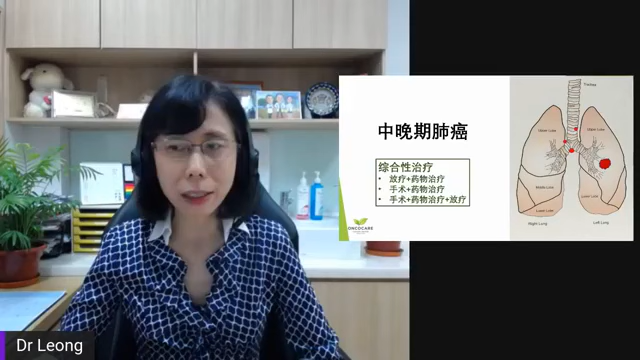 中晚期肺癌
综合性治疗
• 放疗+药物治疗
• 手术+药物治疗
• 手术+药物治疗+放疗
ONCOCARE
Trachea
Upper Lobe
Upper Lobe
Middle Lobe
Lower Lobe
Lower Lobe
Right Lung
Left Lung
Dr Leong